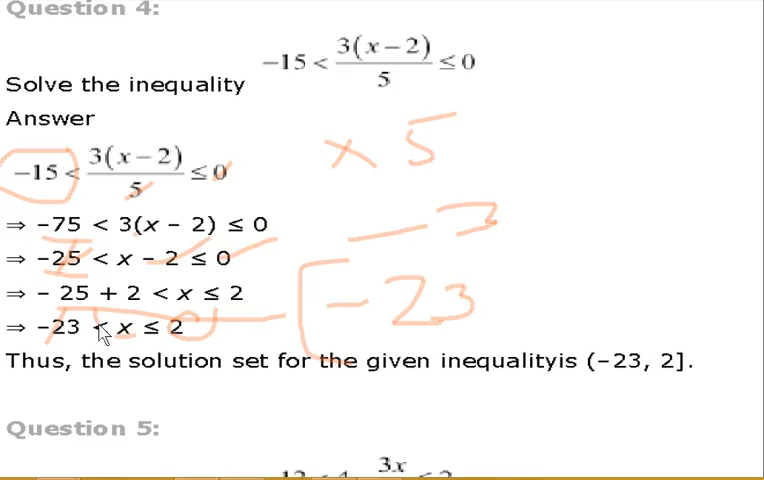 Question 4:
Solve the inequality −15 < 3(x − 2)/5 ≤ 0
Answer
−15 < 3(x − 2)/5 ≤ 0
× 5
⇒ −75 < 3(x − 2) ≤ 0
— 3
⇒ −25 < x − 2 ≤ 0
⇒ − 25 + 2 < x ≤ 2
[−23
⇒ −23 < x ≤ 2
Thus, the solution set for the given inequalityis (−23, 2].
Question 5:
3x